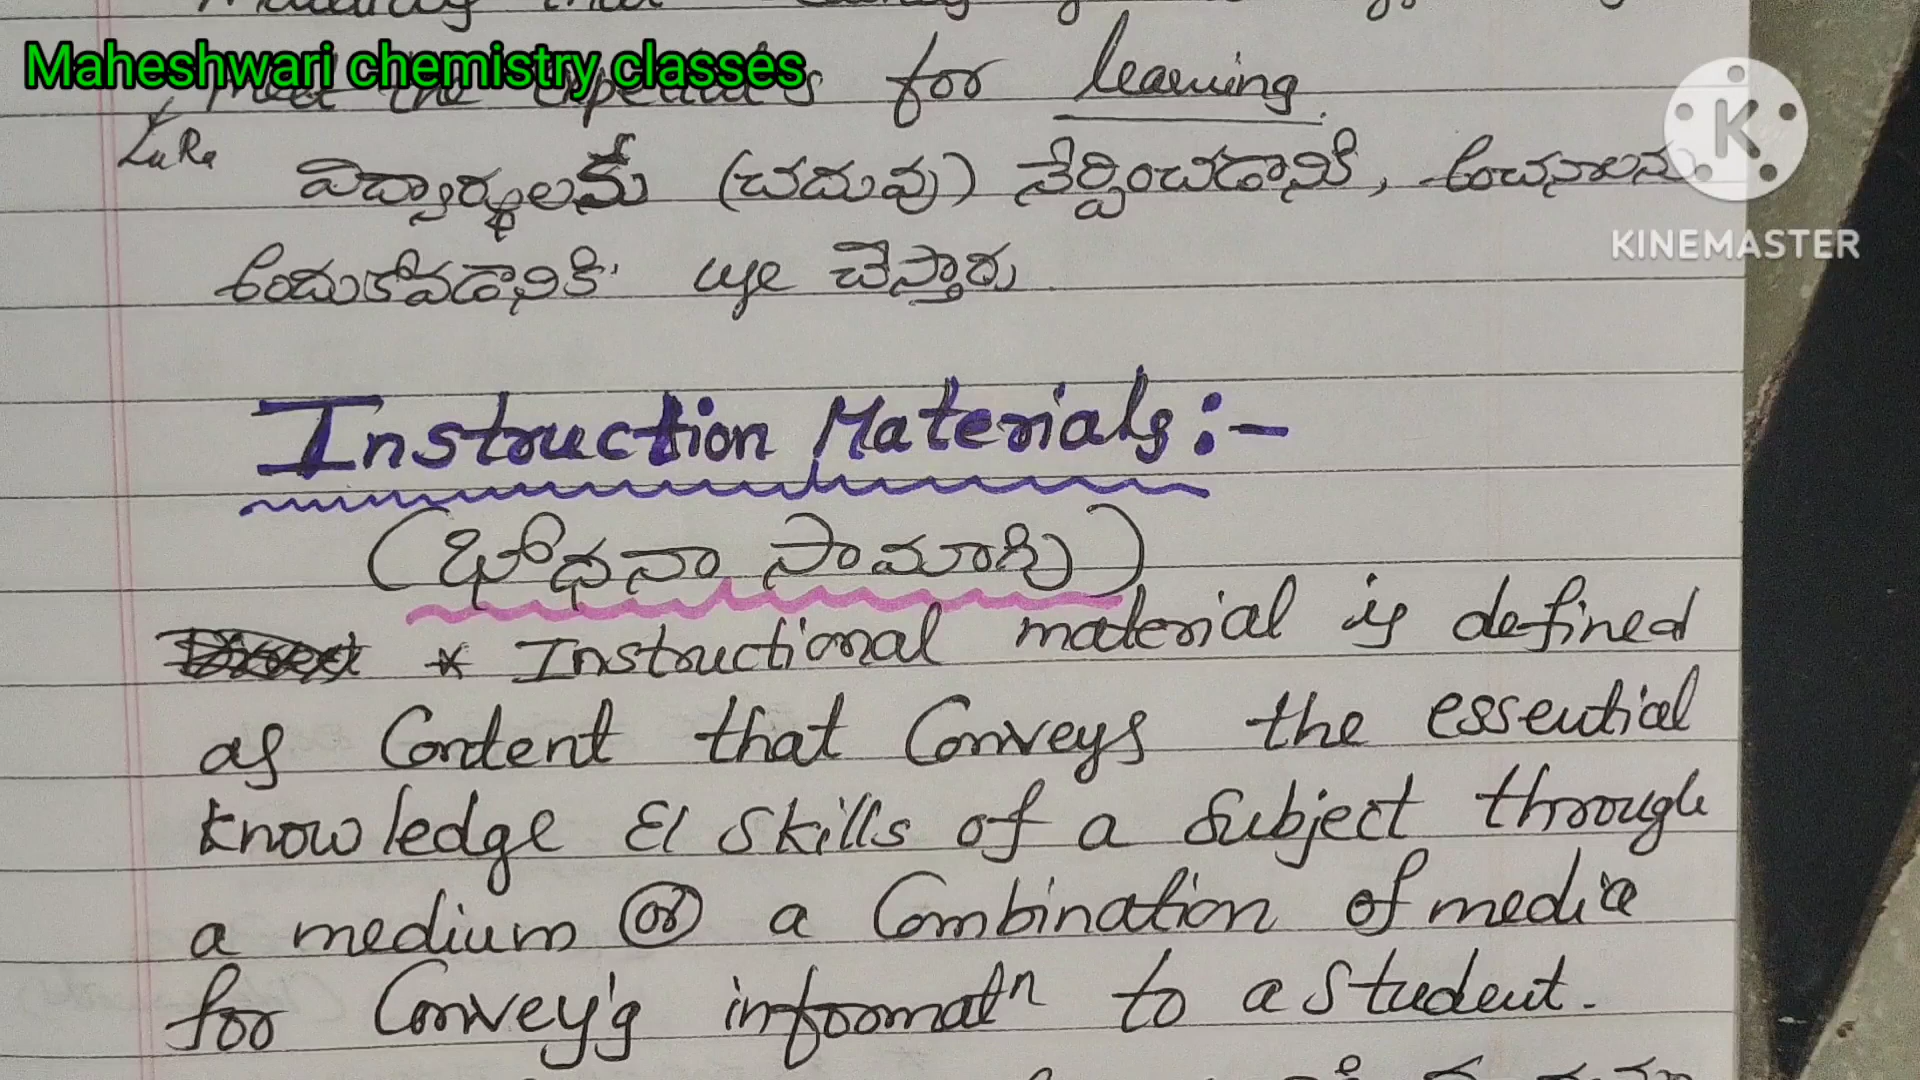 Maheshwari chemistry classes
for learning.
విద్యార్థులకు (చదువు) నేర్పించడానికి, అంచనాలను
అందుకోవడానికి use చేస్తారు.
KINEMASTER
Instruction Materials:-
(భోధనా సామాగ్రి)
* Instructional material is defined
as Content that Conveys the essential
knowledge & skills of a Subject through
a medium (or) a Combination of media
for Convey'g informatⁿ to a student.